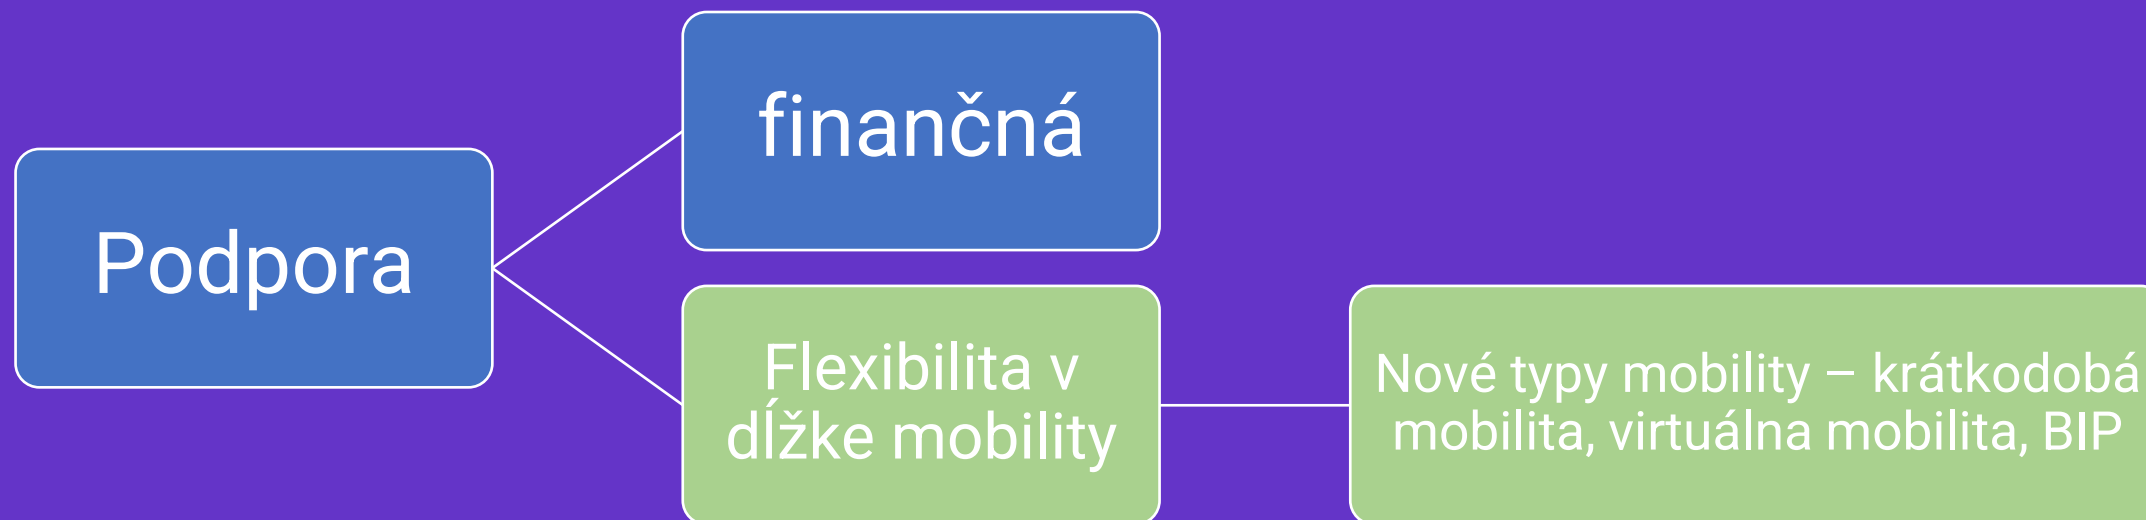 Podpora
finančná
Flexibilita v
dĺžke mobility
Nové typy mobility – krátkodobá
mobilita, virtuálna mobilita, BIP